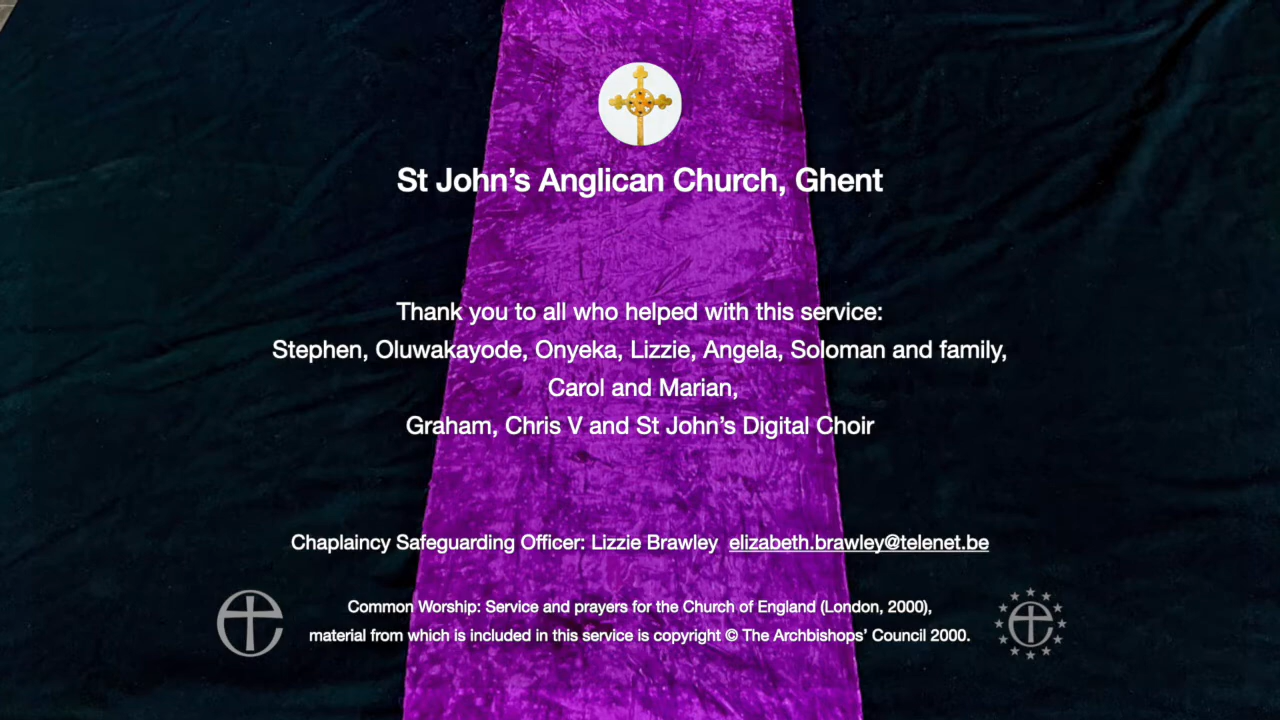 St John’s Anglican Church, Ghent
Thank you to all who helped with this service:
Stephen, Oluwakayode, Onyeka, Lizzie, Angela, Soloman and family,
Carol and Marian,
Graham, Chris V and St John’s Digital Choir
Chaplaincy Safeguarding Officer: Lizzie Brawley elizabeth.brawley@telenet.be
Common Worship: Service and prayers for the Church of England (London, 2000),
material from which is included in this service is copyright © The Archbishops’ Council 2000.